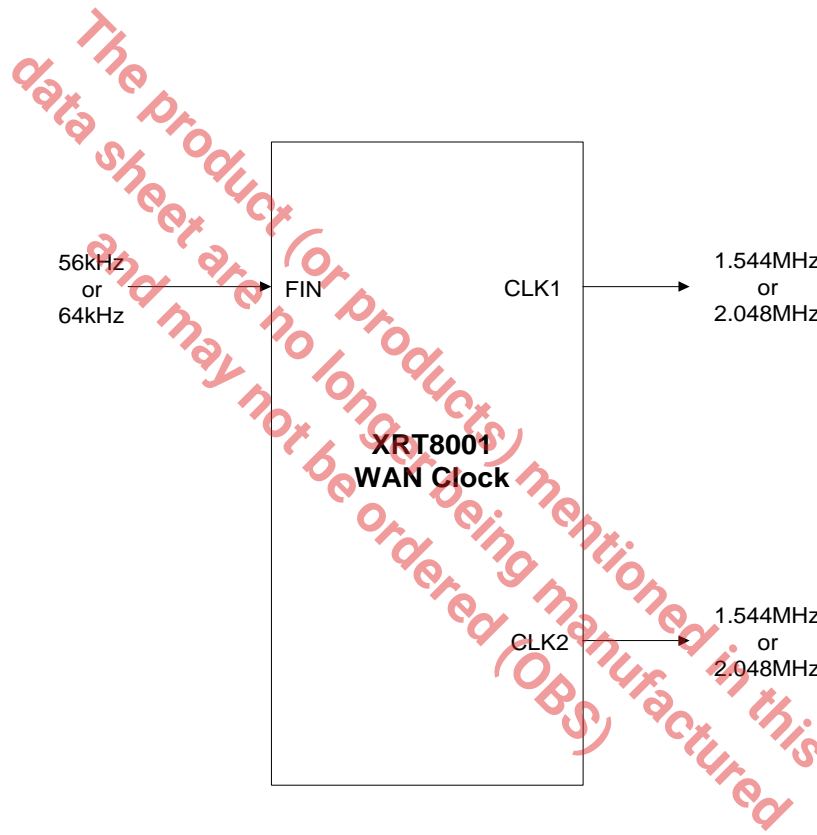 The product (or products) mentioned in this
data sheet are no longer being manufactured
and may not be ordered (OBS)
56kHz
or
64kHz
FIN
CLK1
1.544MHz
or
2.048MHz
XRT8001
WAN Clock
CLK2
1.544MHz
or
2.048MHz